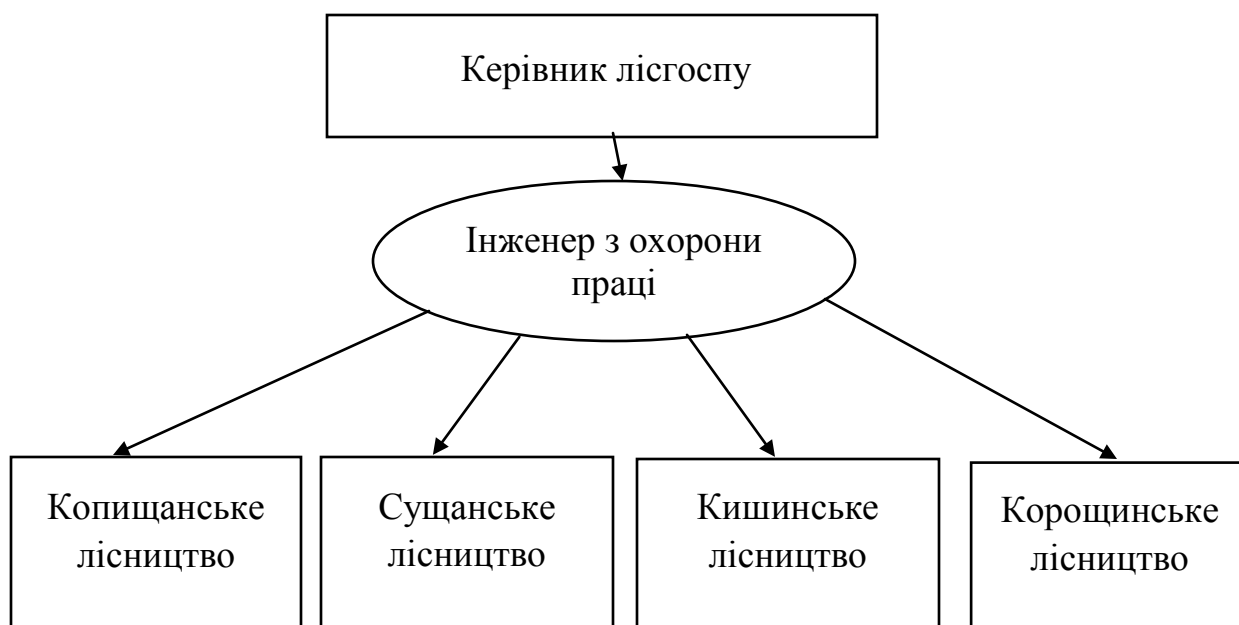 Керівник лісгоспу
Інженер з охорони
праці
Копищанське
лісництво
Сущанське
лісництво
Кишинське
лісництво
Корощинське
лісництво